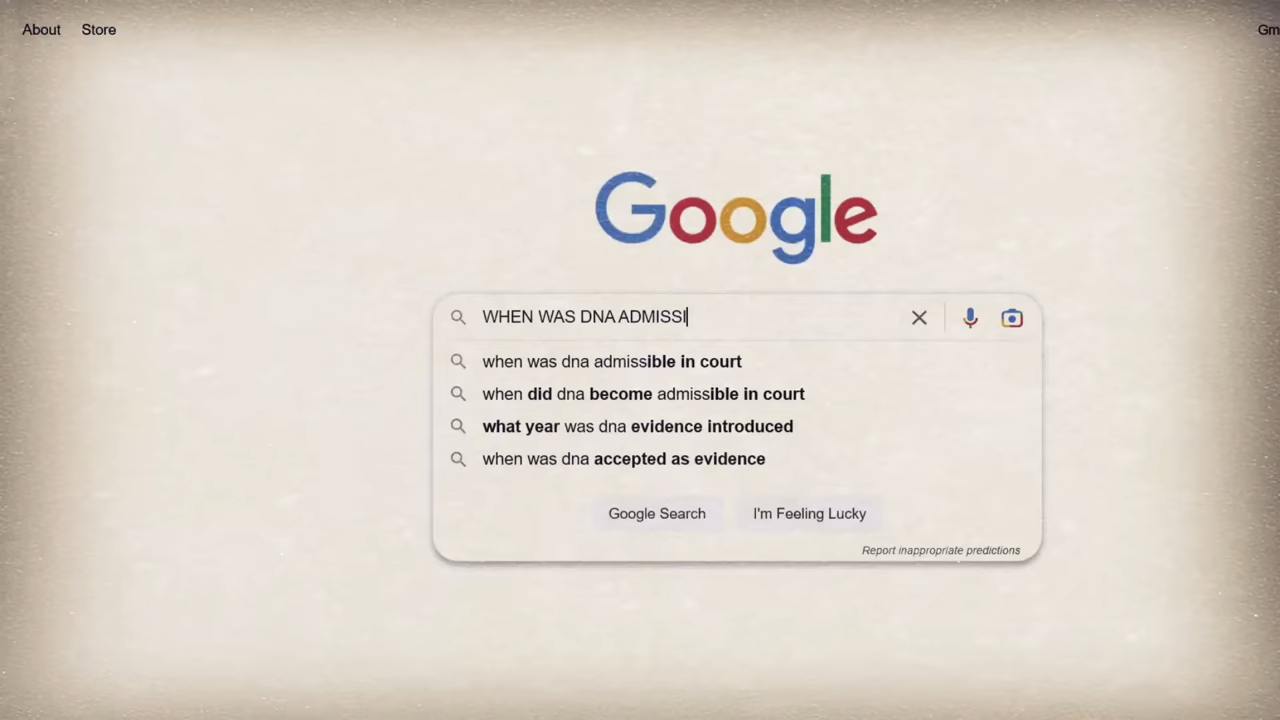 About Store
Gm
Google
WHEN WAS DNA ADMISSI
when was dna admissible in court
when did dna become admissible in court
what year was dna evidence introduced
when was dna accepted as evidence
Google Search I'm Feeling Lucky
Report inappropriate predictions